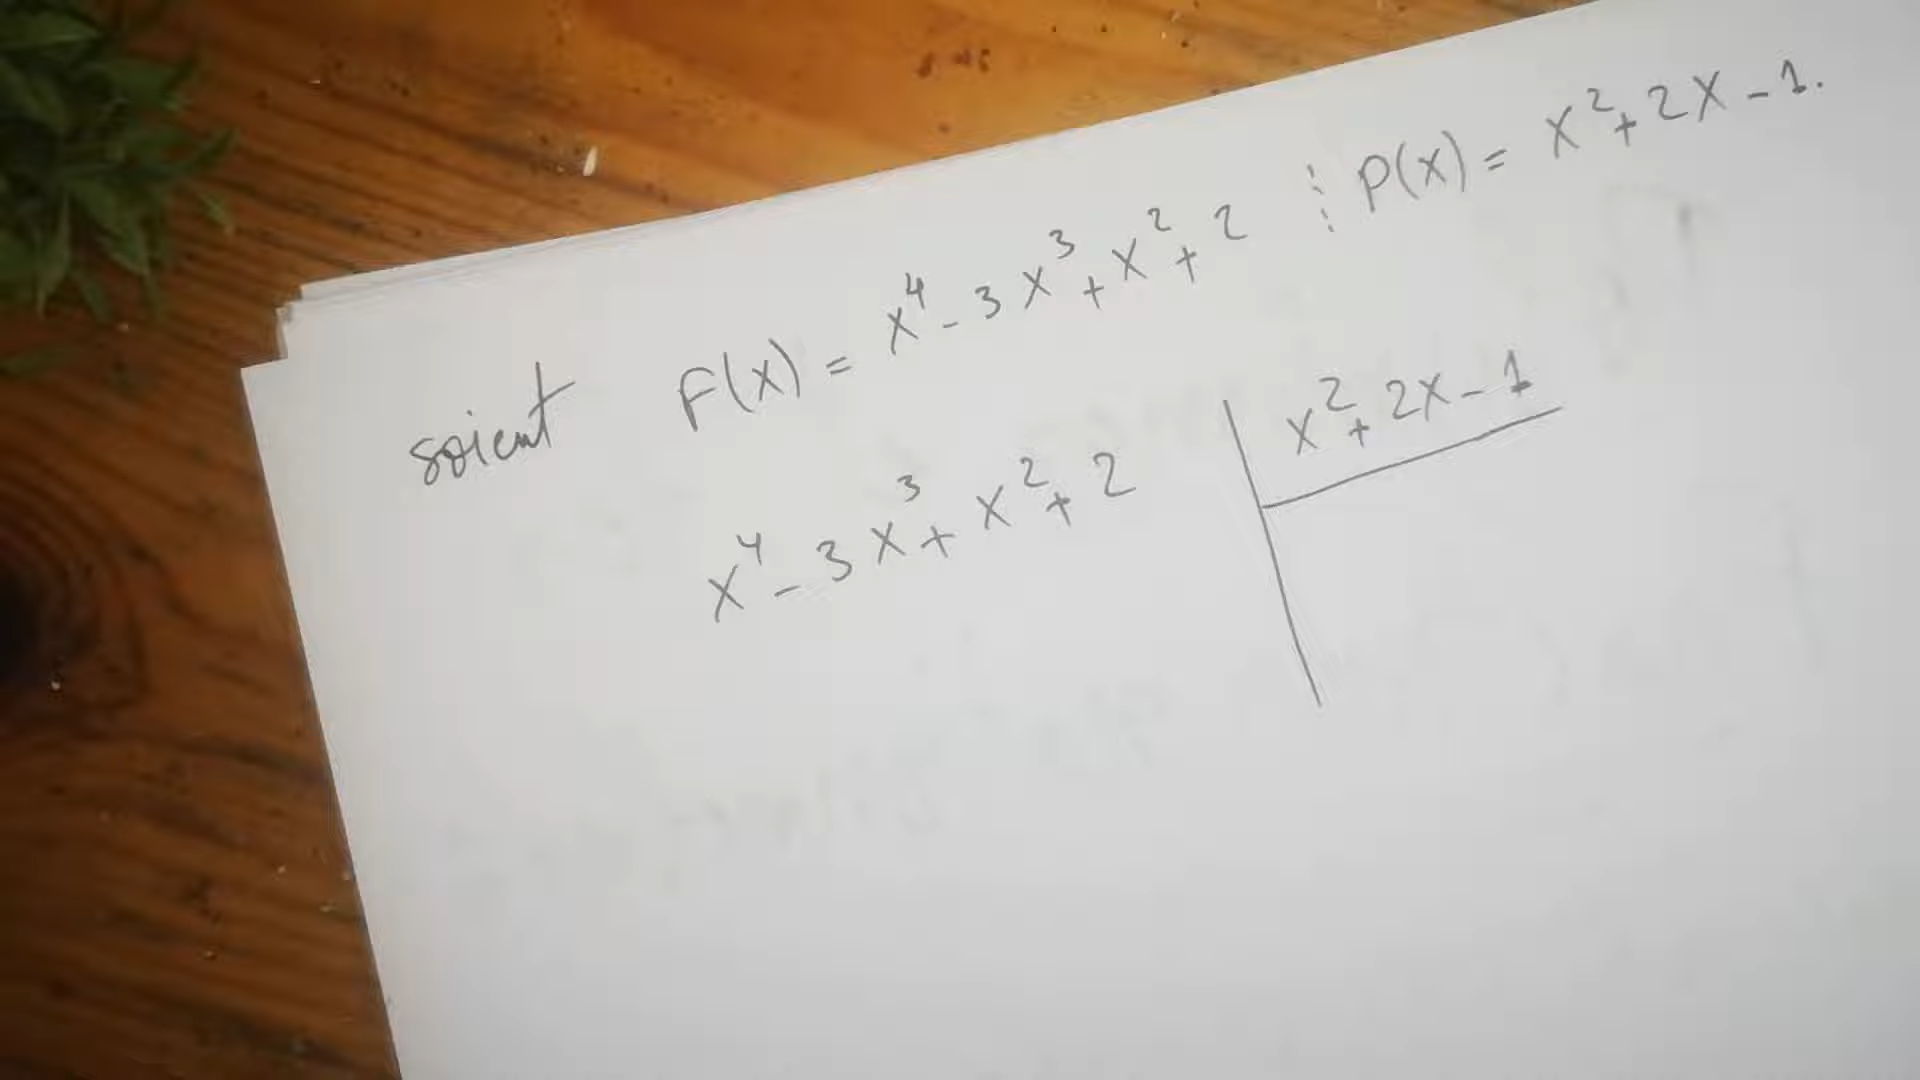 soient F(x) = x⁴ - 3x³ + x² + 2 ⋮ P(x) = x² + 2x - 1.
x⁴ - 3x³ + x² + 2 | x² + 2x - 1